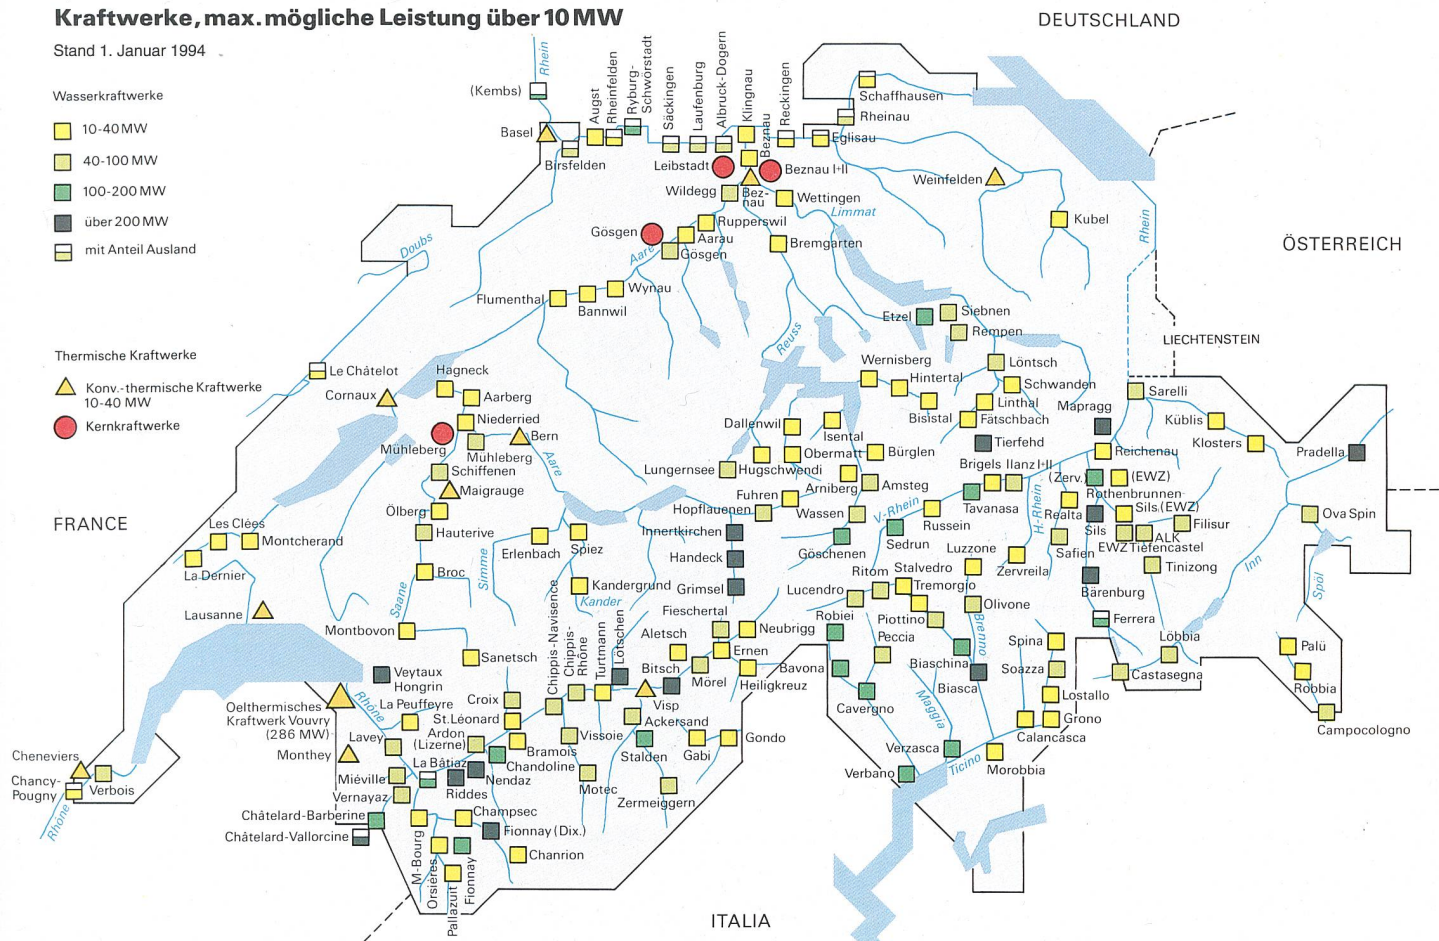 Kraftwerke, max. mögliche Leistung über 10 MW
Stand 1. Januar 1994
Wasserkraftwerke
10-40 MW
40-100 MW
100-200 MW
über 200 MW
mit Anteil Ausland
Thermische Kraftwerke
Konv.-thermische Kraftwerke
10-40 MW
Kernkraftwerke
DEUTSCHLAND
ÖSTERREICH
LIECHTENSTEIN
FRANCE
ITALIA
Rhein
(Kembs)
Basel
Birsfelden
Augst
Rheinfelden
Ryburg-
Schwörstadt
Säckingen
Laufenburg
Albruck-Dogern
Klingnau
Beznau
Reckingen
Eglisau
Schaffhausen
Rheinau
Leibstadt
Beznau I+II
Wildegg
Bez-
nau
Wettingen
Limmat
Weinfelden
Kubel
Rhein
Doubs
Gösgen
Rupperswil
Aarau
Gösgen
Aare
Bremgarten
Flumenthal
Bannwil
Wynau
Reuss
Etzel
Siebnen
Rempen
Le Châtelot
Cornaux
Hagneck
Aarberg
Niederried
Mühleberg
Mühleberg
Bern
Aare
Schiffenen
Maigrauge
Ölberg
Hauterive
Broc
Saane
Simme
Montbovon
Wernisberg
Hintertal
Bisistal
Löntsch
Schwanden
Linthal
Fätschbach
Tierfehd
Mapragg
Sarelli
Küblis
Klosters
Pradella
Reichenau
Dallenwil
Isental
Obermatt
Bürglen
Lungernsee
Hugschwendi
Arniberg
Amsteg
Fuhren
Hopflauenen
Wassen
Göschenen
Innertkirchen
Handeck
Grimsel
V-Rhein
Sedrun
Russein
Brigels
Ilanz I+II
Tavanasa
H-Rhein
(Zerv.)
(EWZ)
Rothenbrunnen
Realta
Sils
Sils (EWZ)
Safien
EWZ
ALK
Tiefencastel
Filisur
Tinizong
Bärenburg
Ferrera
Ova Spin
Inn
Spöl
Les Clées
Montcherand
La Dernier
Lausanne
Erlenbach
Spiez
Kandergrund
Kander
Luzzone
Zervreila
Ritom
Stalvedro
Tremorgio
Lucendro
Piottino
Olivone
Brenno
Robiei
Peccia
Biaschina
Biasca
Bavona
Cavergno
Maggia
Verzasca
Verbano
Ticino
Morobbia
Spina
Soazza
Lostallo
Grono
Calancasca
Löbbia
Castasegna
Palü
Robbia
Campocologno
Fieschertal
Neubrigg
Aletsch
Ernen
Bitsch
Mörel
Heiligkreuz
Lötschen
Turtmann
Chippis-
Rhône
Chippis-Navisence
Visp
Ackersand
Stalden
Gabi
Gondo
Zermeiggern
Sanetsch
Veytaux
Hongrin
Rhône
Oelthermisches
Kraftwerk Vouvry
(286 MW)
La Peuffeyre
Croix
St.Léonard
Ardon
(Lizerne)
Vissoie
Bramois
Chandoline
Motec
Lavey
Monthey
Miéville
La Bâtiaz
Riddes
Nendaz
Vernayaz
Châtelard-Barberine
Châtelard-Vallorcine
Champsec
Fionnay (Dix.)
Chanrion
M-Bourg
Orsières
Pallazuit
Fionnay
Cheneviers
Chancy-
Pougny
Verbois
Rhône